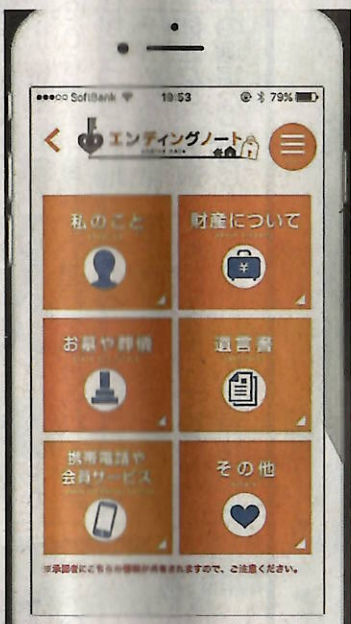 SoftBank 19:53 79%
エンディングノート
私のこと
財産について
お墓や葬儀
遺言書
携帯電話や
会員サービス
その他
※承認者にこちらの情報が共有されますので、ご注意ください。